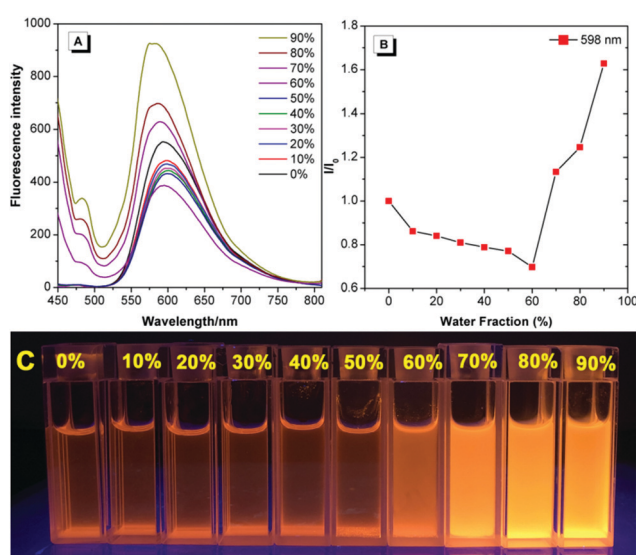 A
1000
800
600
400
200
0
Fluorescence intensity
450 500 550 600 650 700 750 800
Wavelength/nm
90%
80%
70%
60%
50%
40%
30%
20%
10%
0%
B
598 nm
1.6
1.4
1.2
1.0
0.8
0.6
I/I0
0 20 40 60 80 100
Water Fraction (%)
C 0% 10% 20% 30% 40% 50% 60% 70% 80% 90%